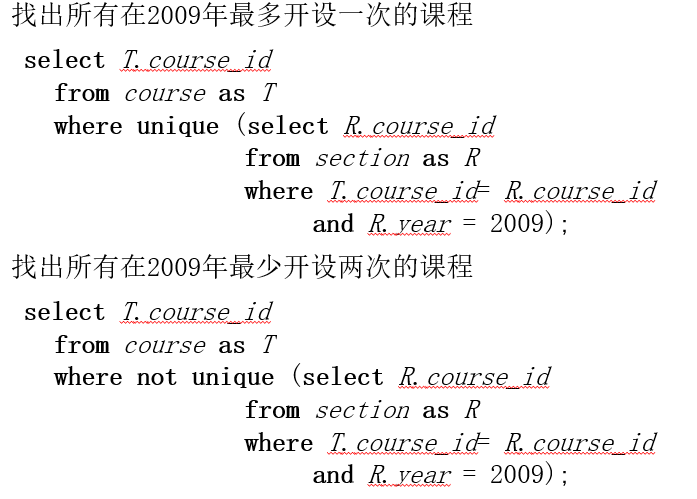 找出所有在2009年最多开设一次的课程
select T.course_id
from course as T
where unique (select R.course_id
from section as R
where T.course_id= R.course_id
and R.year = 2009);
找出所有在2009年最少开设两次的课程
select T.course_id
from course as T
where not unique (select R.course_id
from section as R
where T.course_id= R.course_id
and R.year = 2009);